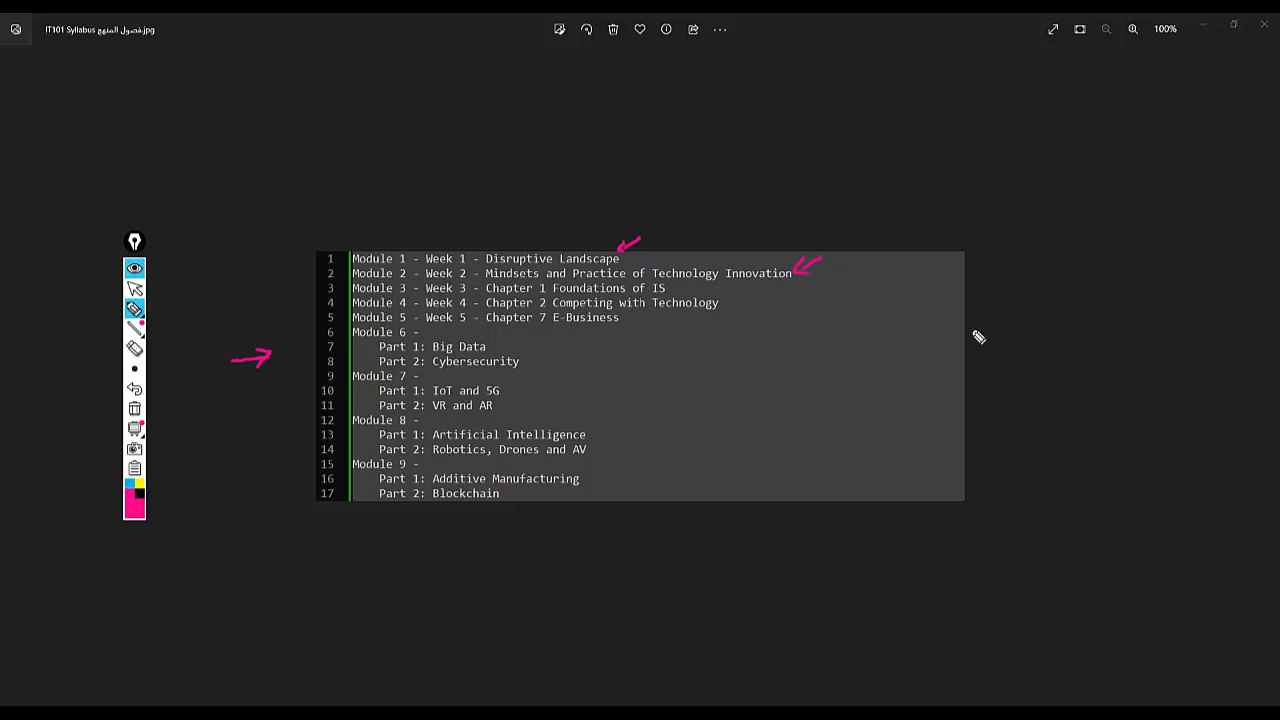 IT101 Syllabus فصول المنهج.jpg
100%
1 Module 1 - Week 1 - Disruptive Landscape
2 Module 2 - Week 2 - Mindsets and Practice of Technology Innovation
3 Module 3 - Week 3 - Chapter 1 Foundations of IS
4 Module 4 - Week 4 - Chapter 2 Competing with Technology
5 Module 5 - Week 5 - Chapter 7 E-Business
6 Module 6 -
7 Part 1: Big Data
8 Part 2: Cybersecurity
9 Module 7 -
10 Part 1: IoT and 5G
11 Part 2: VR and AR
12 Module 8 -
13 Part 1: Artificial Intelligence
14 Part 2: Robotics, Drones and AV
15 Module 9 -
16 Part 1: Additive Manufacturing
17 Part 2: Blockchain